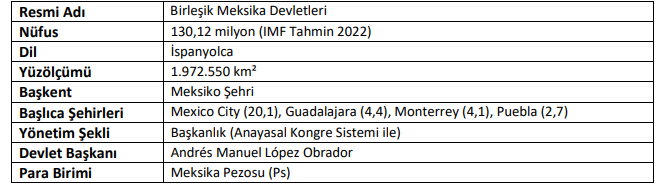 Resmi Adı Birleşik Meksika Devletleri
Nüfus 130,12 milyon (IMF Tahmin 2022)
Dil İspanyolca
Yüzölçümü 1.972.550 km²
Başkent Meksiko Şehri
Başlıca Şehirleri Mexico City (20,1), Guadalajara (4,4), Monterrey (4,1), Puebla (2,7)
Yönetim Şekli Başkanlık (Anayasal Kongre Sistemi ile)
Devlet Başkanı Andrés Manuel López Obrador
Para Birimi Meksika Pezosu (Ps)